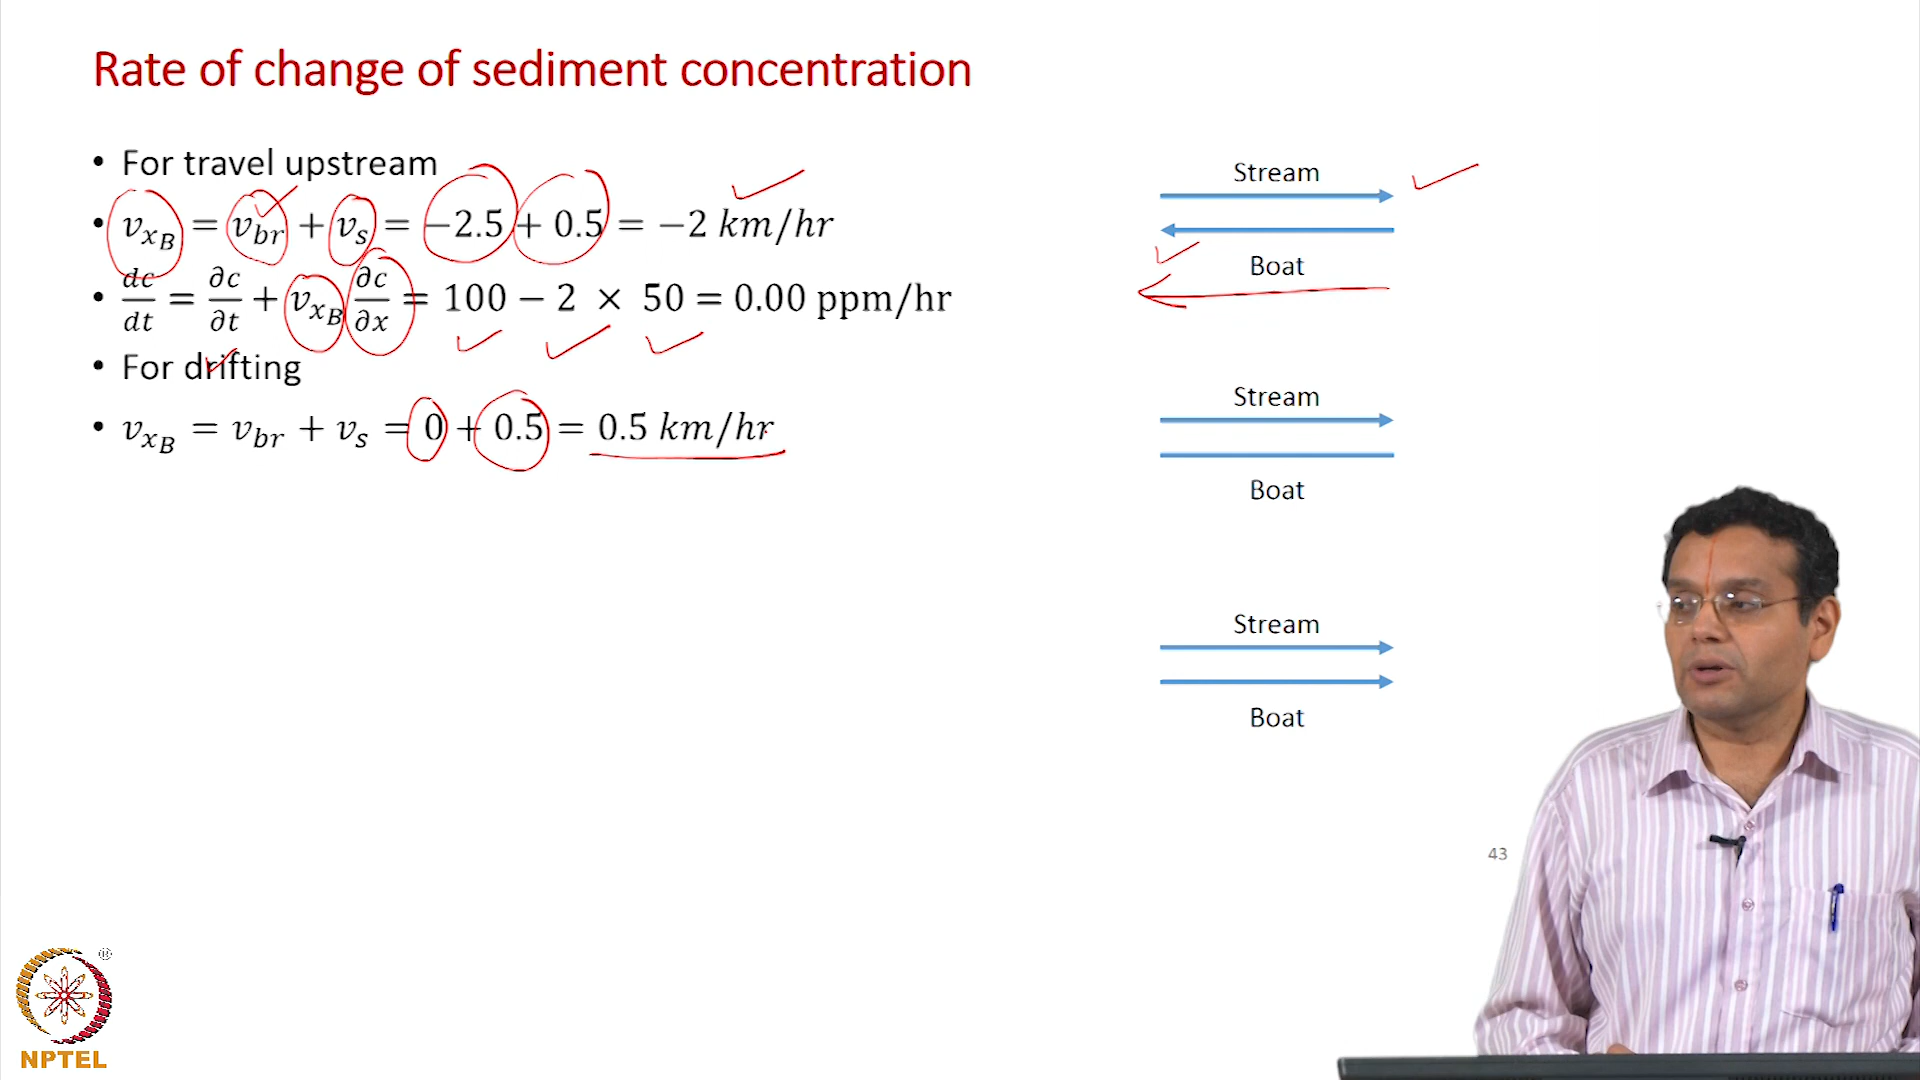 Rate of change of sediment concentration
• For travel upstream
• v_{x_B} = v_{br} + v_s = −2.5 + 0.5 = −2 km/hr
• dc/dt = ∂c/∂t + v_{x_B} ∂c/∂x = 100 − 2 × 50 = 0.00 ppm/hr
• For drifting
• v_{x_B} = v_{br} + v_s = 0 + 0.5 = 0.5 km/hr
Stream
Boat
Stream
Boat
Stream
Boat
43
®
NPTEL